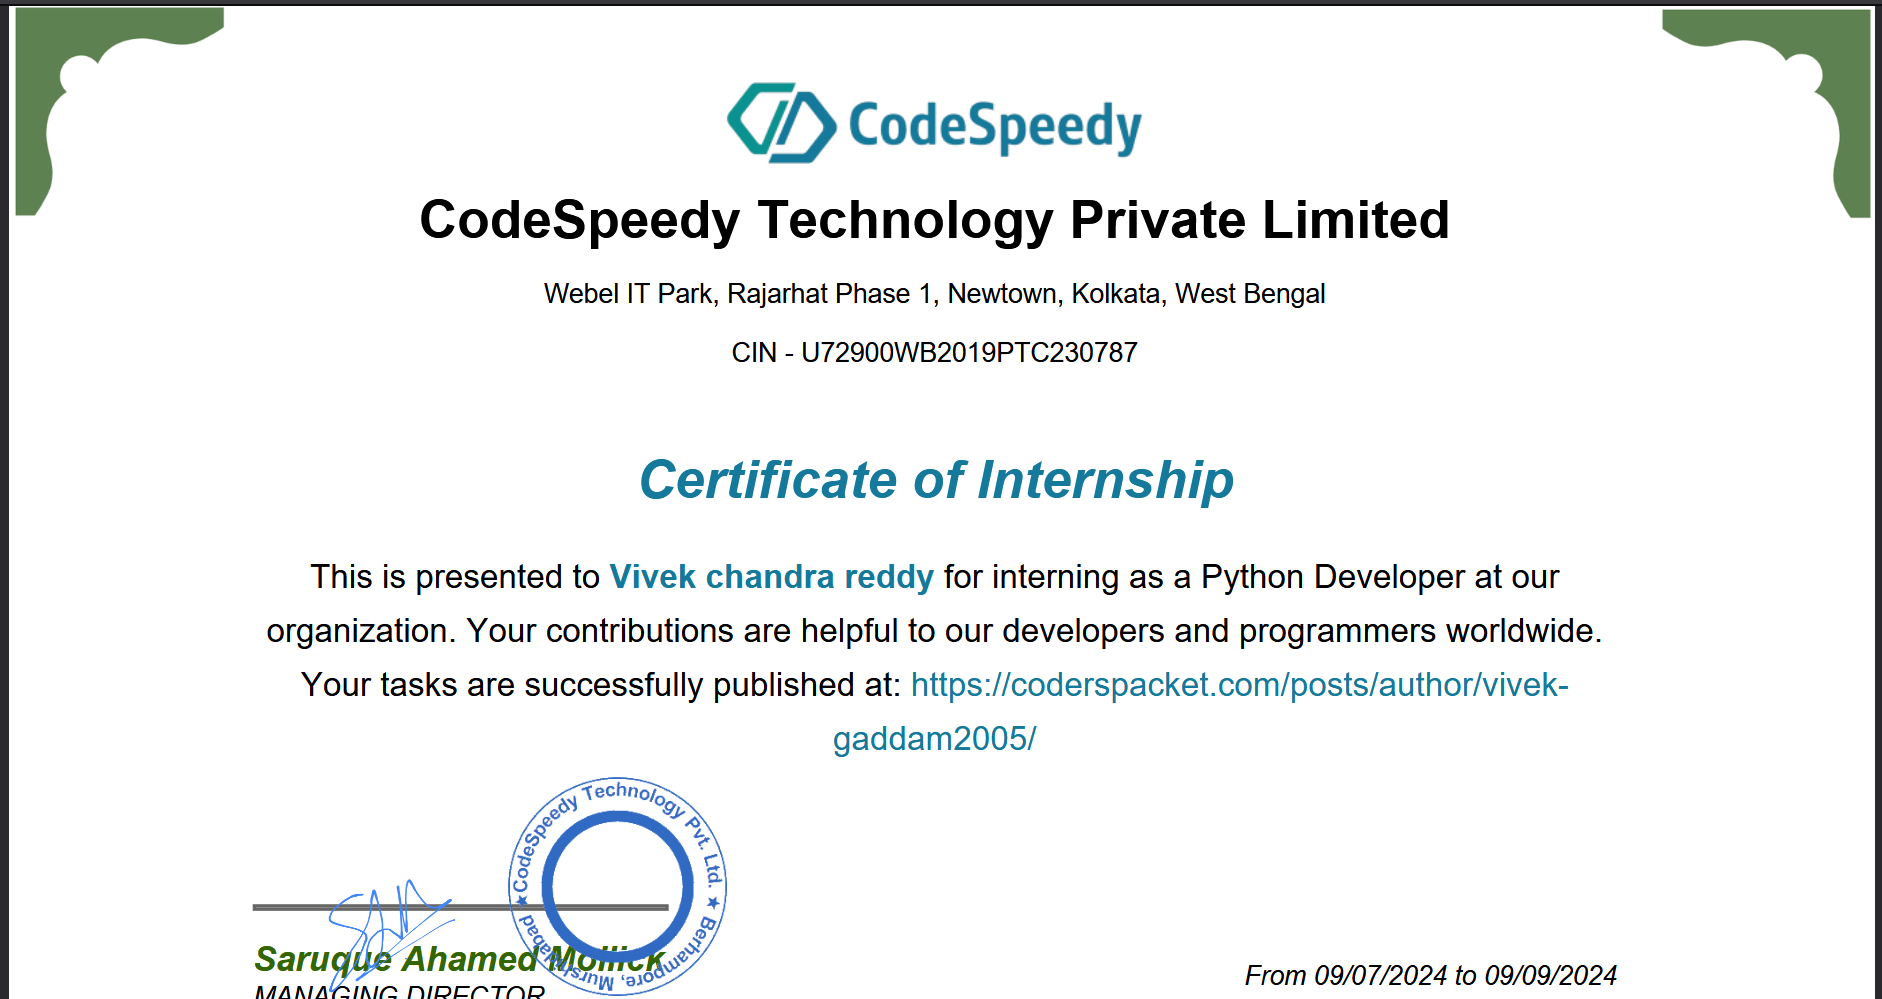 CodeSpeedy
CodeSpeedy Technology Private Limited
Webel IT Park, Rajarhat Phase 1, Newtown, Kolkata, West Bengal
CIN - U72900WB2019PTC230787
Certificate of Internship
This is presented to Vivek chandra reddy for interning as a Python Developer at our
organization. Your contributions are helpful to our developers and programmers worldwide.
Your tasks are successfully published at: https://coderspacket.com/posts/author/vivek-
gaddam2005/
CodeSpeedy Technology Pvt. Ltd. ★ Berhampore, Murshidabad ★
Saruque Ahamed Mollick
MANAGING DIRECTOR
From 09/07/2024 to 09/09/2024